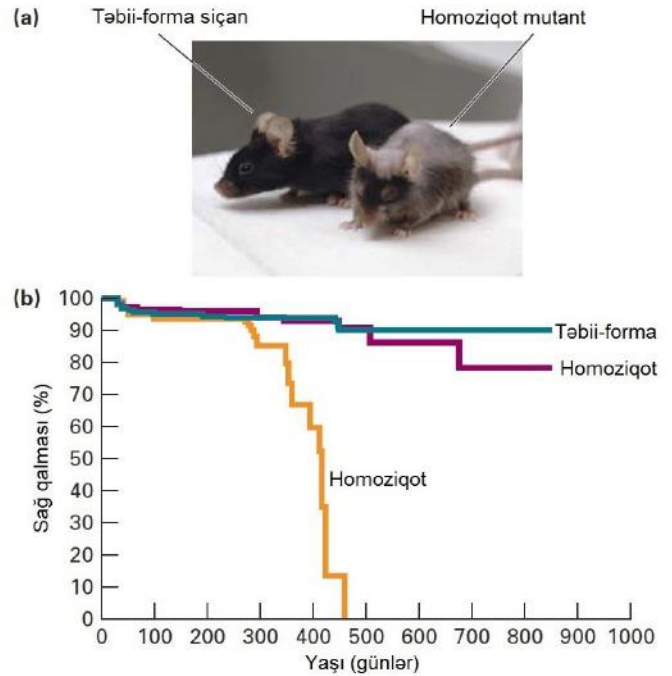 (a)
Təbii-forma siçan
Homoziqot mutant
(b)
Sağ qalması (%)
100
90
80
70
60
50
40
30
20
10
0
Təbii-forma
Homoziqot
Homoziqot
0 100 200 300 400 500 600 700 800 900 1000
Yaşı (günlər)